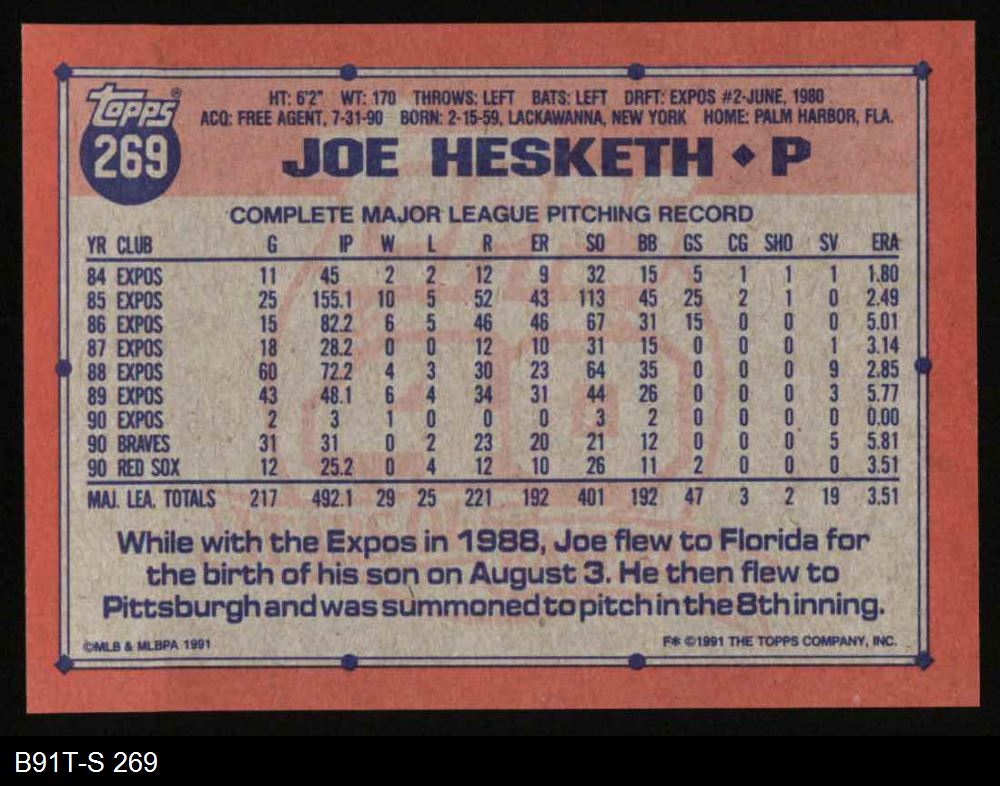 Topps®
269
HT: 6'2" WT: 170 THROWS: LEFT BATS: LEFT DRFT: EXPOS #2-JUNE, 1980
ACQ: FREE AGENT, 7-31-90 BORN: 2-15-59, LACKAWANNA, NEW YORK HOME: PALM HARBOR, FLA.
JOE HESKETH ◆ P
COMPLETE MAJOR LEAGUE PITCHING RECORD
YR CLUB G IP W L R ER SO BB GS CG SHO SV ERA
84 EXPOS 11 45 2 2 12 9 32 15 5 1 1 1 1.80
85 EXPOS 25 155.1 10 5 52 43 113 45 25 2 1 0 2.49
86 EXPOS 15 82.2 6 5 46 46 67 31 15 0 0 0 5.01
87 EXPOS 18 28.2 0 0 12 10 31 15 0 0 0 1 3.14
88 EXPOS 60 72.2 4 3 30 23 64 35 0 0 0 9 2.85
89 EXPOS 43 48.1 6 4 34 31 44 26 0 0 0 3 5.77
90 EXPOS 2 3 1 0 0 0 3 2 0 0 0 0 0.00
90 BRAVES 31 31 0 2 23 20 21 12 0 0 0 5 5.81
90 RED SOX 12 25.2 0 4 12 10 26 11 2 0 0 0 3.51
MAJ. LEA. TOTALS 217 492.1 29 25 221 192 401 192 47 3 2 19 3.51
While with the Expos in 1988, Joe flew to Florida for
the birth of his son on August 3. He then flew to
Pittsburgh and was summoned to pitch in the 8th inning.
©MLB & MLBPA 1991
F* ©1991 THE TOPPS COMPANY, INC.
B91T-S 269